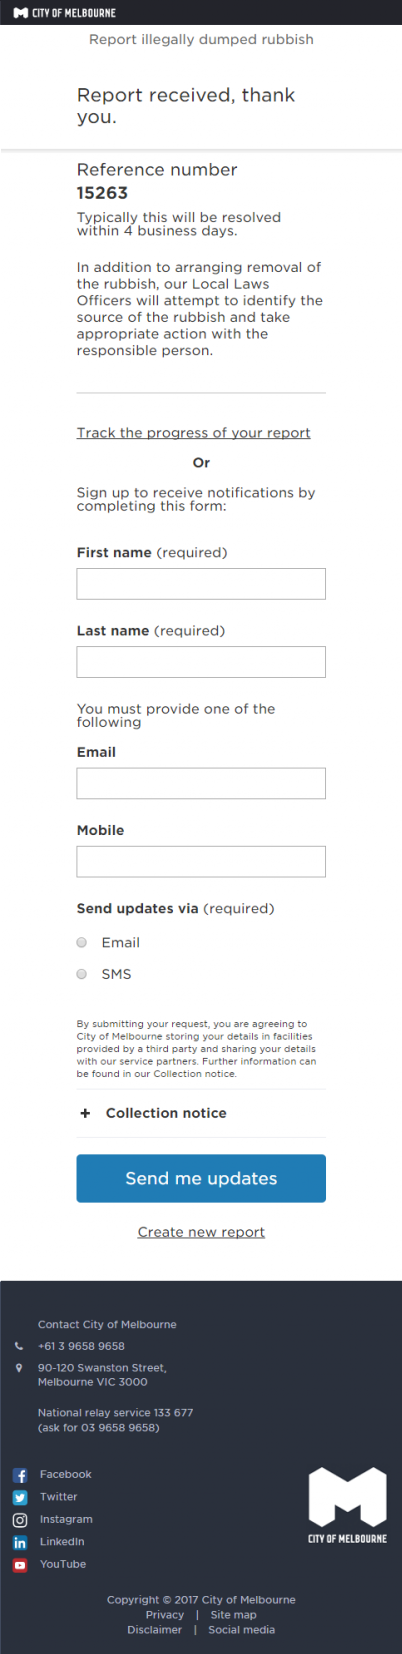 CITY OF MELBOURNE
Report illegally dumped rubbish
Report received, thank
you.
Reference number
15263
Typically this will be resolved
within 4 business days.
In addition to arranging removal of
the rubbish, our Local Laws
Officers will attempt to identify the
source of the rubbish and take
appropriate action with the
responsible person.
Track the progress of your report
Or
Sign up to receive notifications by
completing this form:
First name (required)
Last name (required)
You must provide one of the
following
Email
Mobile
Send updates via (required)
Email
SMS
By submitting your request, you are agreeing to
City of Melbourne storing your details in facilities
provided by a third party and sharing your details
with our service partners. Further information can
be found in our Collection notice.
+ Collection notice
Send me updates
Create new report
Contact City of Melbourne
+61 3 9658 9658
90-120 Swanston Street,
Melbourne VIC 3000
National relay service 133 677
(ask for 03 9658 9658)
Facebook
Twitter
Instagram
LinkedIn
YouTube
CITY OF MELBOURNE
Copyright © 2017 City of Melbourne
Privacy | Site map
Disclaimer | Social media